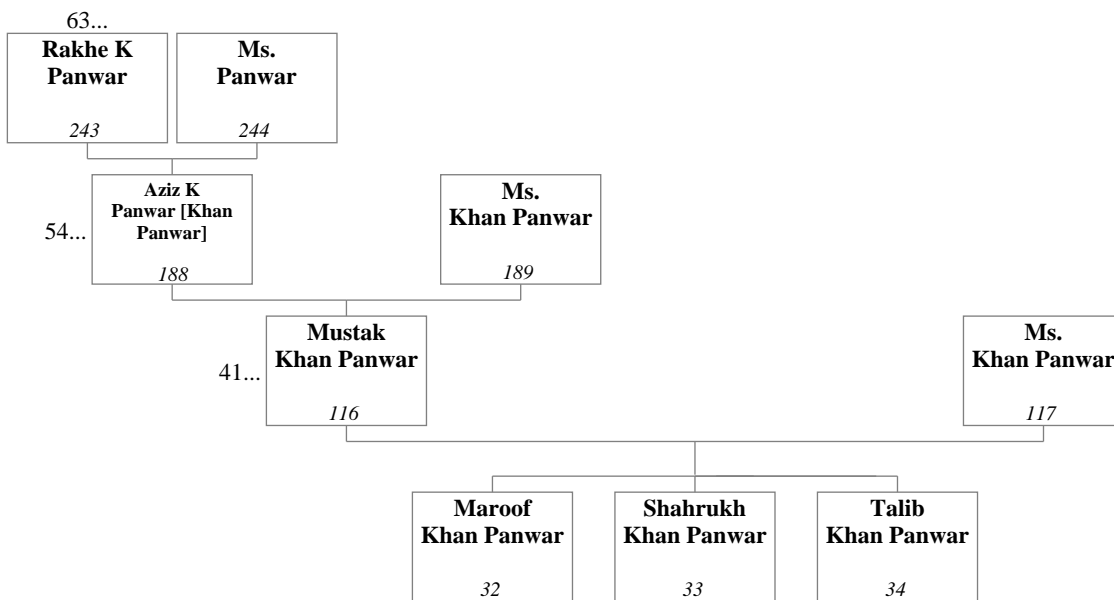 63...
Rakhe K
Panwar
243
Ms.
Panwar
244
54...
Aziz K
Panwar [Khan
Panwar]
188
Ms.
Khan Panwar
189
41...
Mustak
Khan Panwar
116
Ms.
Khan Panwar
117
Maroof
Khan Panwar
32
Shahrukh
Khan Panwar
33
Talib
Khan Panwar
34